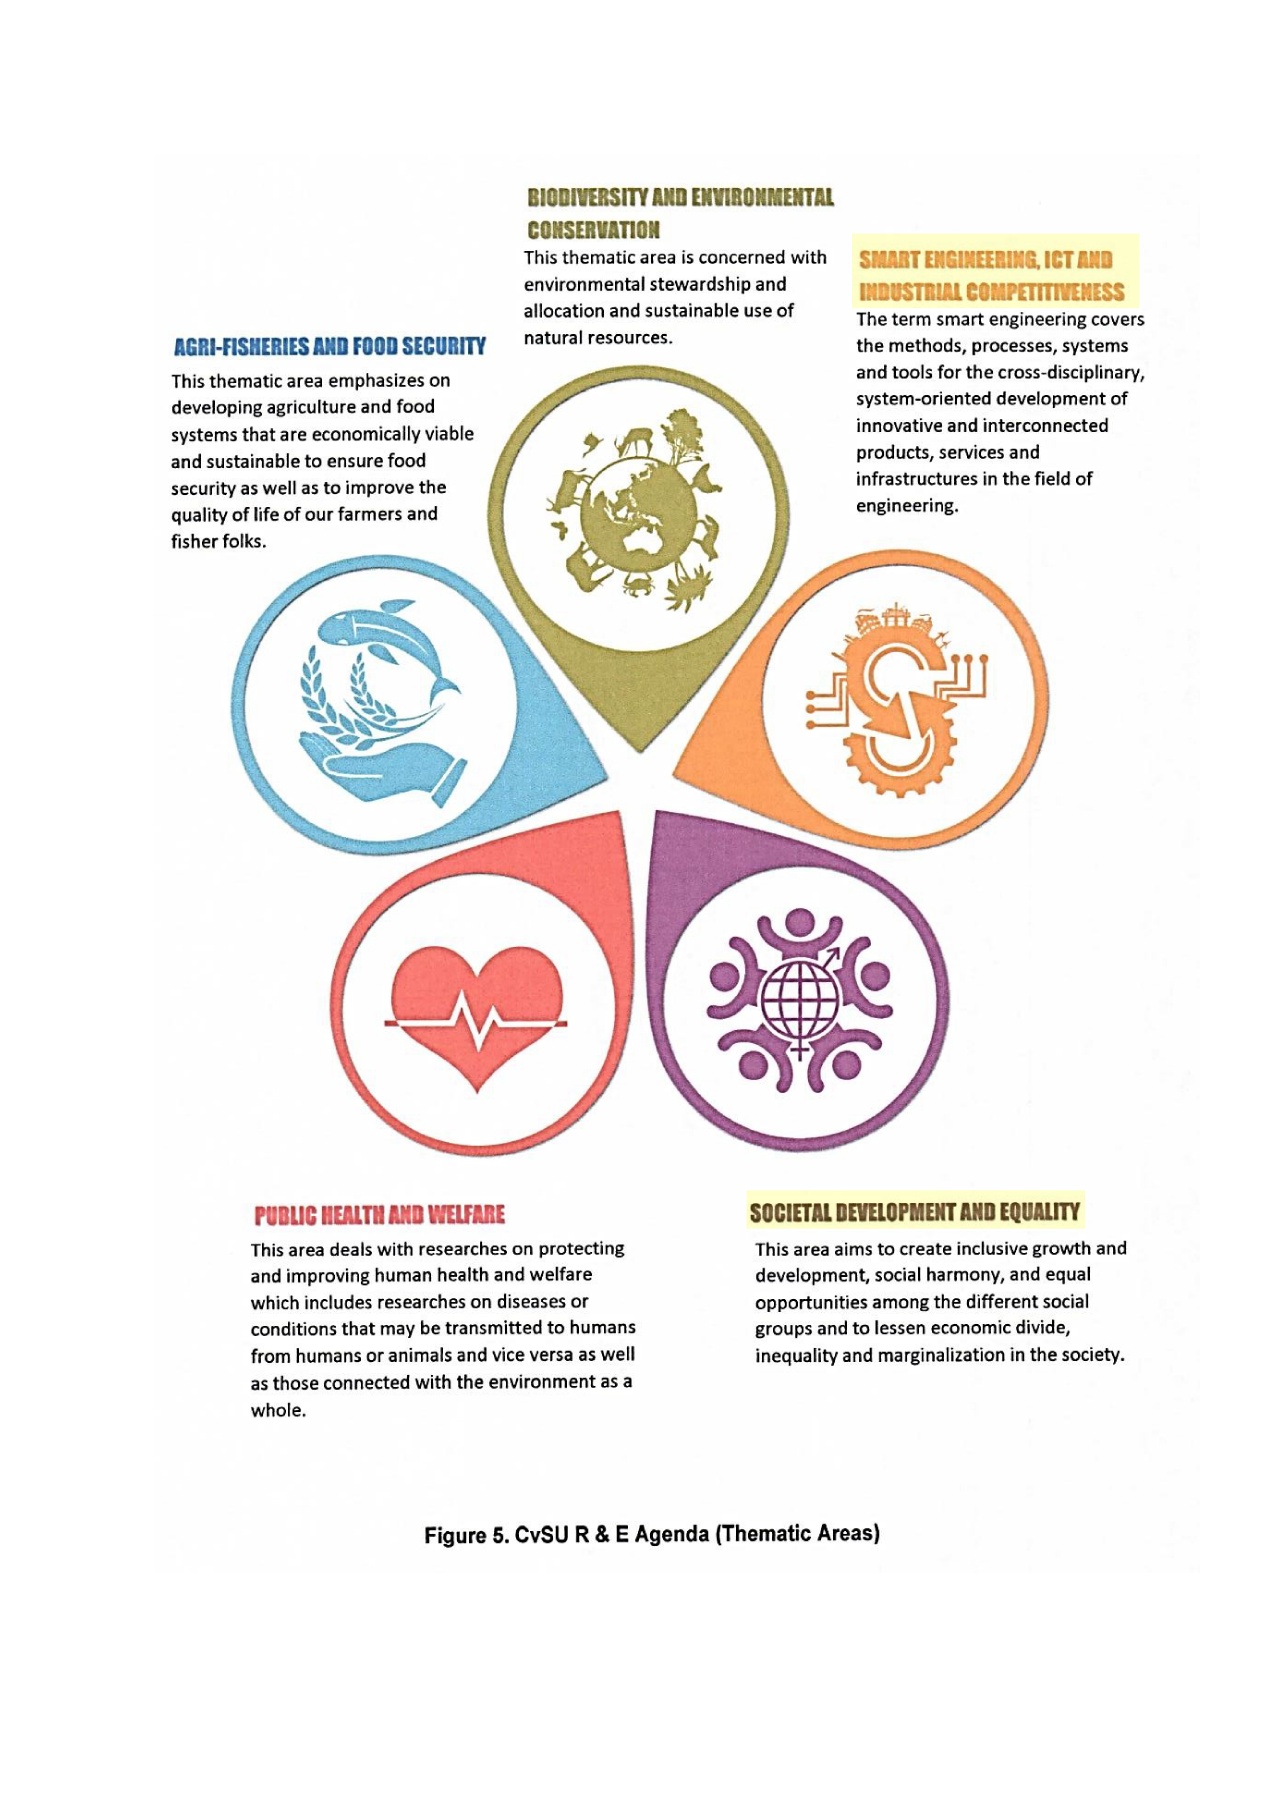 BIODIVERSITY AND ENVIRONMENTAL
CONSERVATION
This thematic area is concerned with
environmental stewardship and
allocation and sustainable use of
natural resources.
SMART ENGINEERING, ICT AND
INDUSTRIAL COMPETITIVENESS
The term smart engineering covers
the methods, processes, systems
and tools for the cross-disciplinary,
system-oriented development of
innovative and interconnected
products, services and
infrastructures in the field of
engineering.
AGRI-FISHERIES AND FOOD SECURITY
This thematic area emphasizes on
developing agriculture and food
systems that are economically viable
and sustainable to ensure food
security as well as to improve the
quality of life of our farmers and
fisher folks.
PUBLIC HEALTH AND WELFARE
This area deals with researches on protecting
and improving human health and welfare
which includes researches on diseases or
conditions that may be transmitted to humans
from humans or animals and vice versa as well
as those connected with the environment as a
whole.
SOCIETAL DEVELOPMENT AND EQUALITY
This area aims to create inclusive growth and
development, social harmony, and equal
opportunities among the different social
groups and to lessen economic divide,
inequality and marginalization in the society.
Figure 5. CvSU R & E Agenda (Thematic Areas)